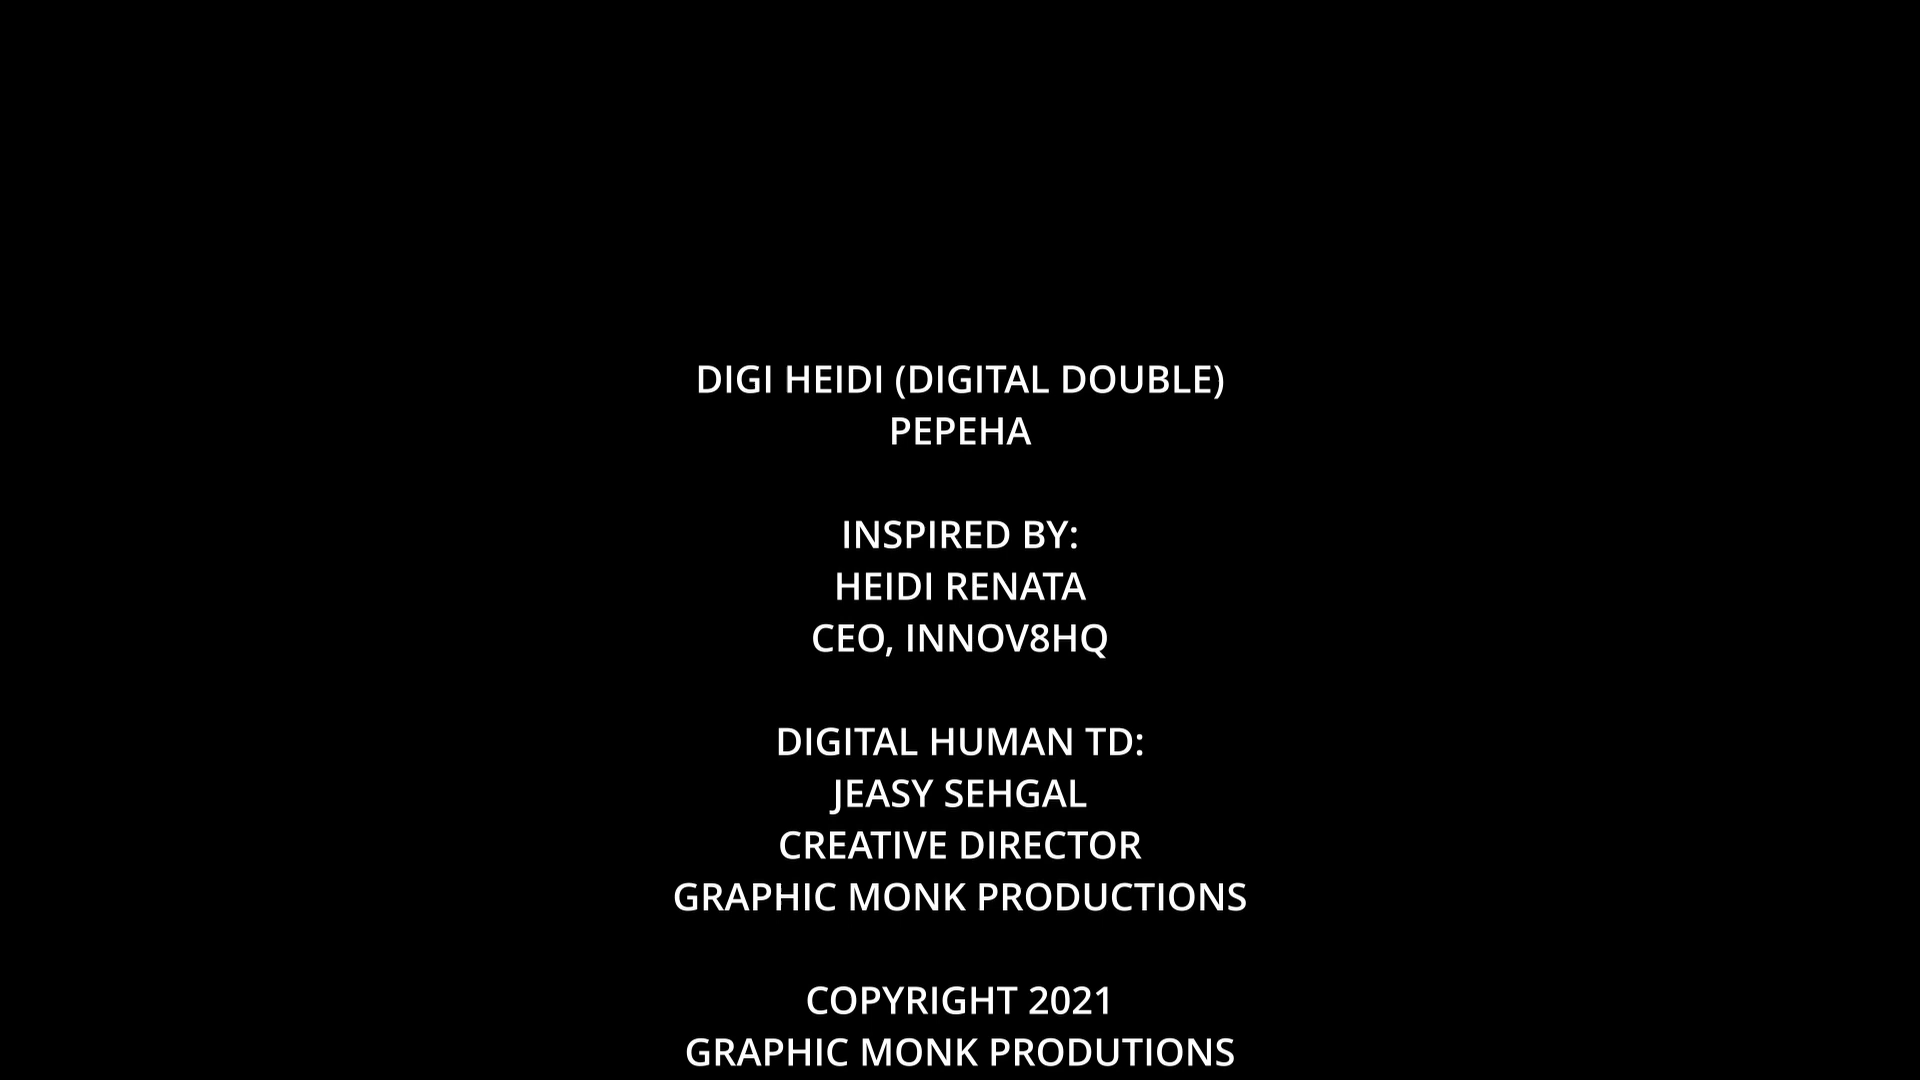 DIGI HEIDI (DIGITAL DOUBLE)
PEPEHA
INSPIRED BY:
HEIDI RENATA
CEO, INNOV8HQ
DIGITAL HUMAN TD:
JEASY SEHGAL
CREATIVE DIRECTOR
GRAPHIC MONK PRODUCTIONS
COPYRIGHT 2021
GRAPHIC MONK PRODUTIONS